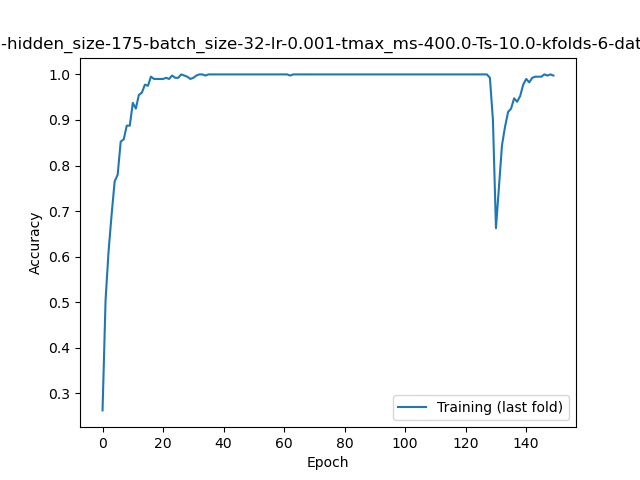 -hidden_size-175-batch_size-32-lr-0.001-tmax_ms-400.0-Ts-10.0-kfolds-6-dat
1.0
0.9
0.8
0.7
0.6
0.5
0.4
0.3
Accuracy
Training (last fold)
0 20 40 60 80 100 120 140
Epoch